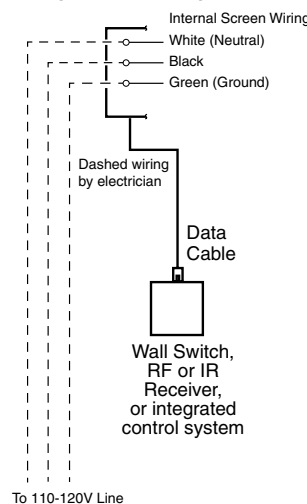 Internal Screen Wiring
White (Neutral)
Black
Green (Ground)
Dashed wiring
by electrician
Data
Cable
Wall Switch,
RF or IR
Receiver,
or integrated
control system
To 110-120V Line